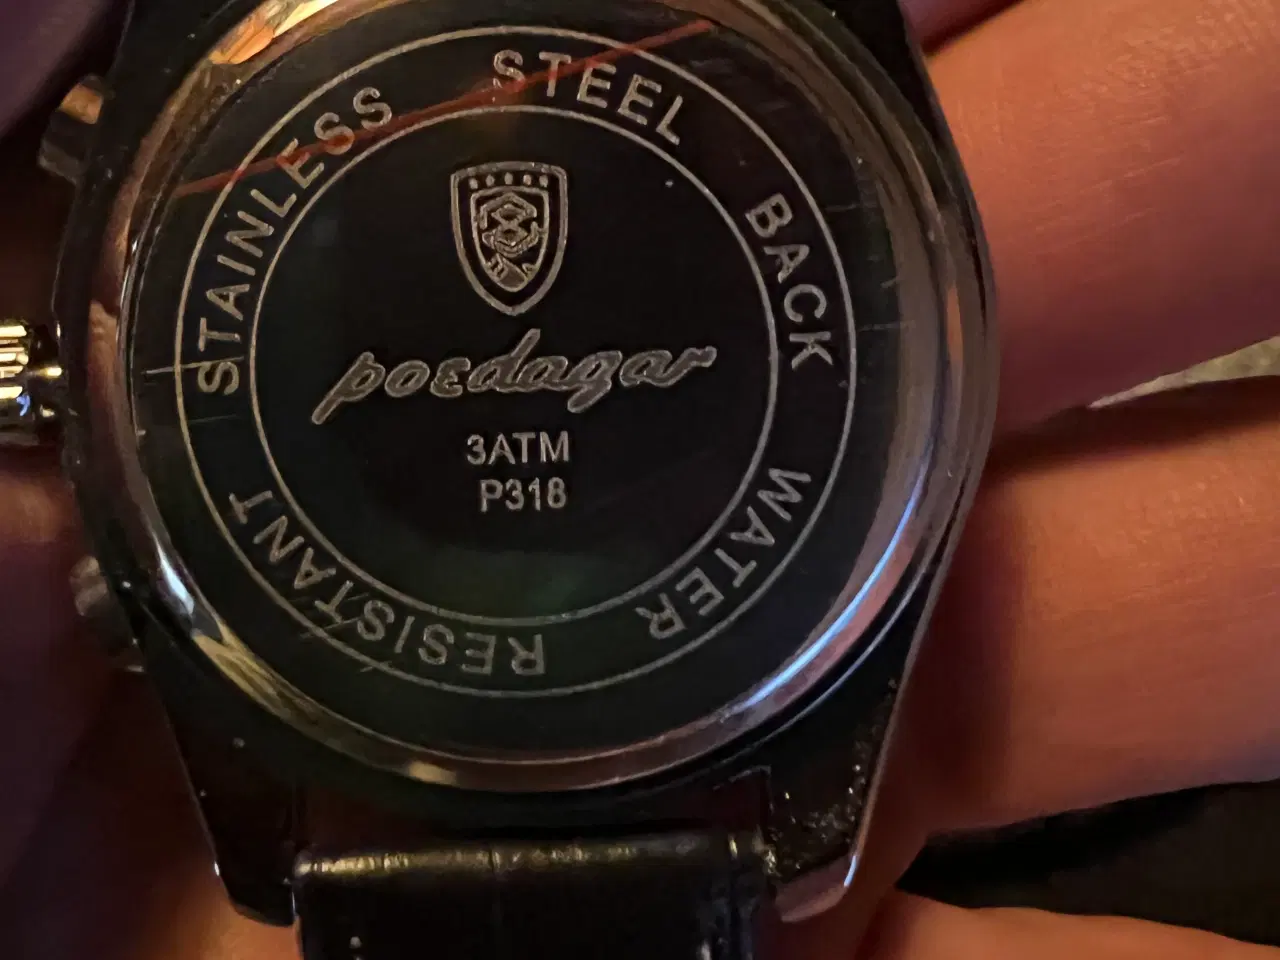 STAINLESS STEEL BACK
WATER RESISTANT
poedagar
3ATM
P318